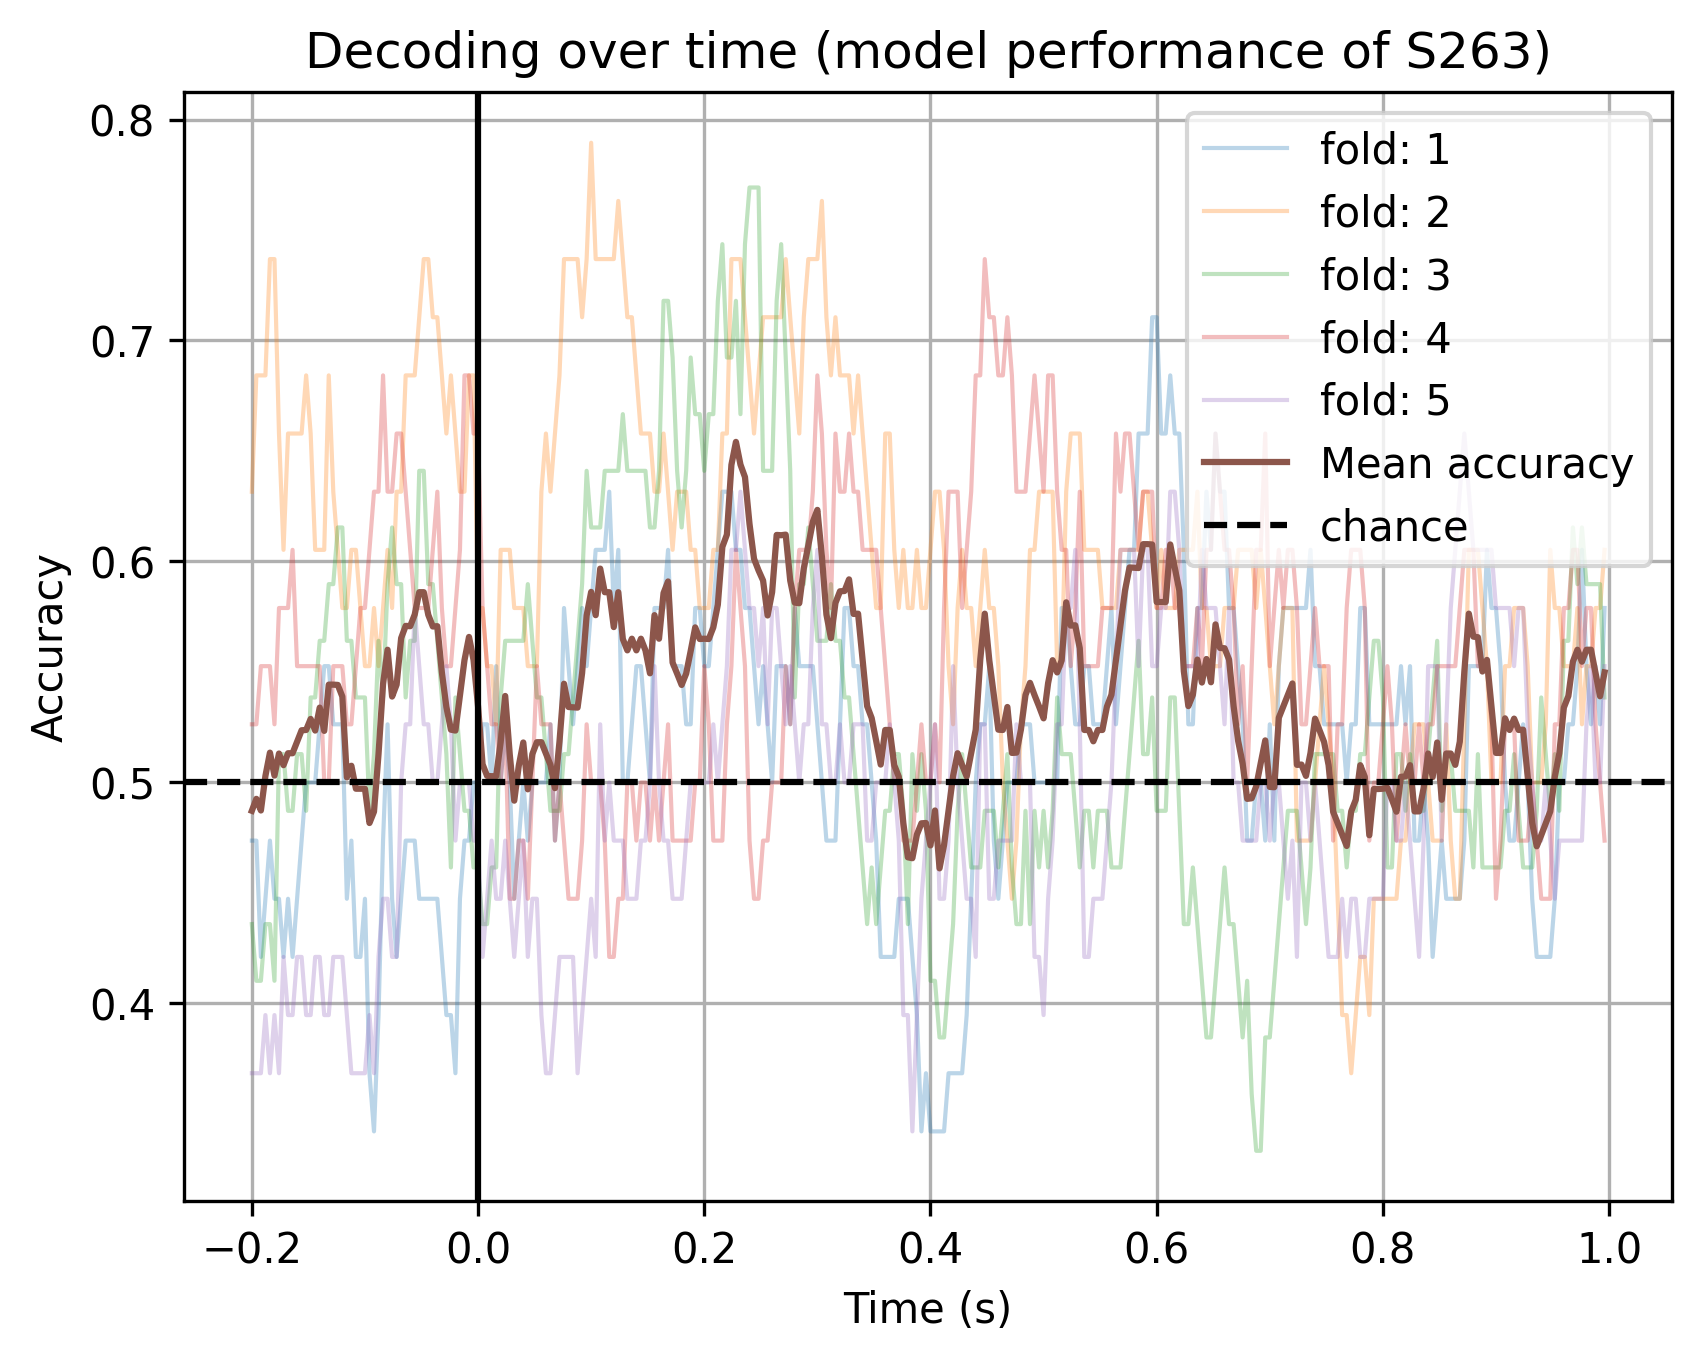 Decoding over time (model performance of S263)
0.8
0.7
0.6
0.5
0.4
Accuracy
fold: 1
fold: 2
fold: 3
fold: 4
fold: 5
Mean accuracy
chance
−0.2 0.0 0.2 0.4 0.6 0.8 1.0
Time (s)